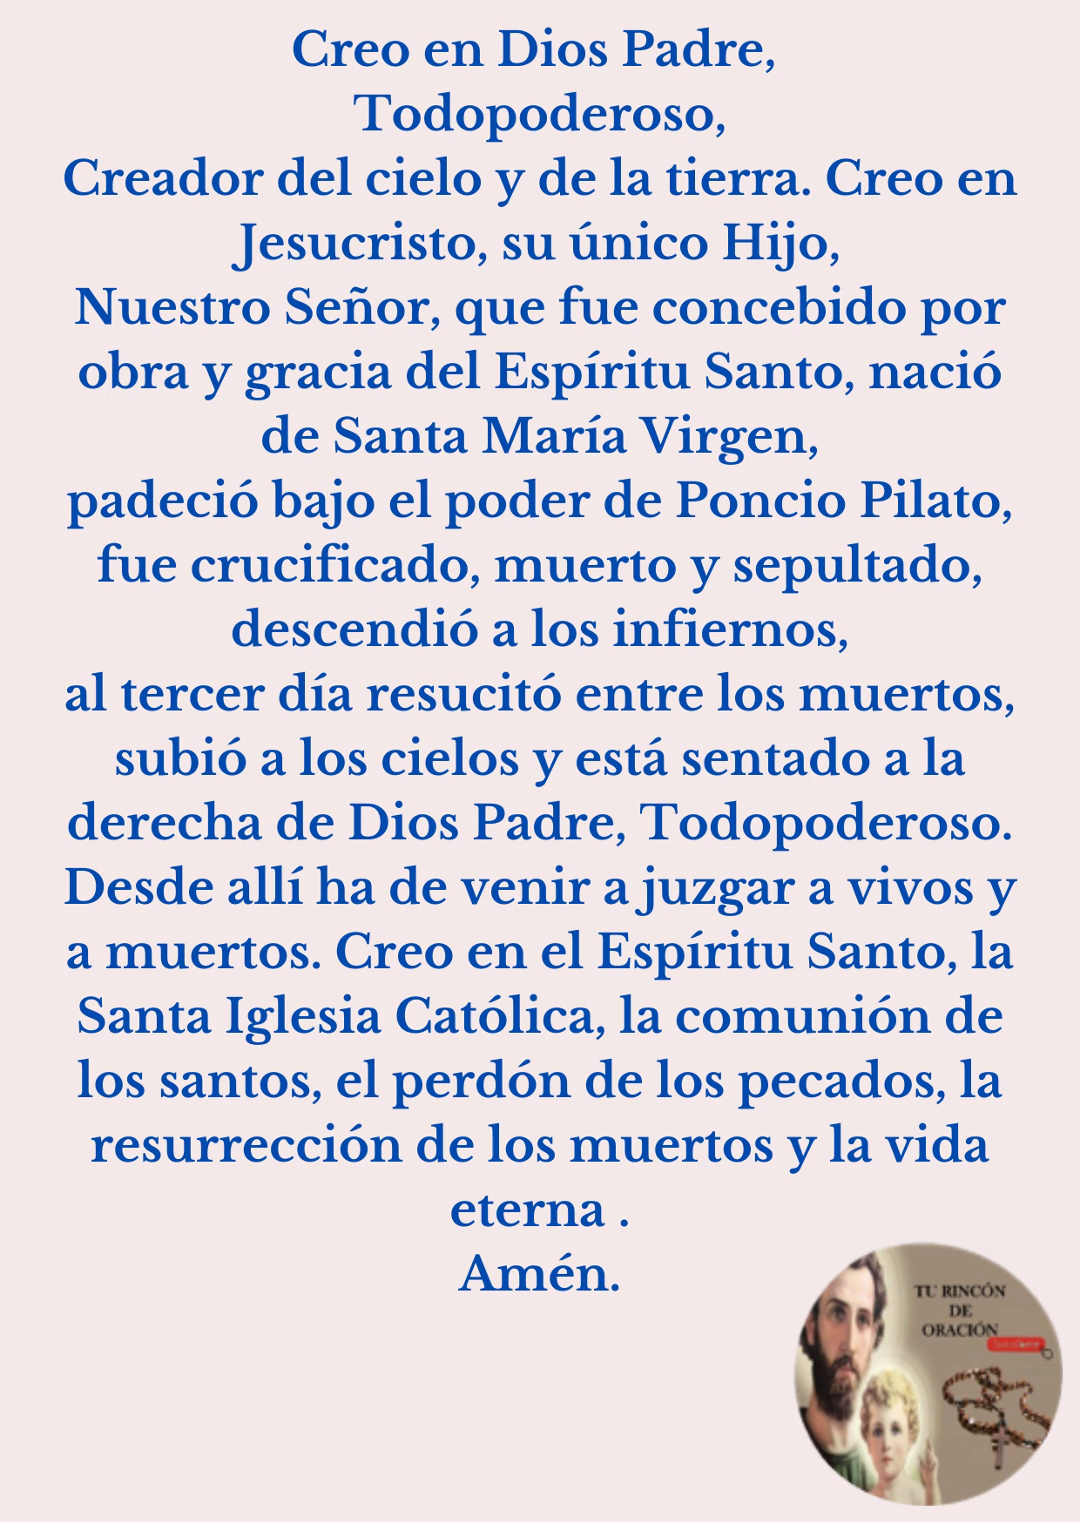 Creo en Dios Padre,
Todopoderoso,
Creador del cielo y de la tierra. Creo en
Jesucristo, su único Hijo,
Nuestro Señor, que fue concebido por
obra y gracia del Espíritu Santo, nació
de Santa María Virgen,
padeció bajo el poder de Poncio Pilato,
fue crucificado, muerto y sepultado,
descendió a los infiernos,
al tercer día resucitó entre los muertos,
subió a los cielos y está sentado a la
derecha de Dios Padre, Todopoderoso.
Desde allí ha de venir a juzgar a vivos y
a muertos. Creo en el Espíritu Santo, la
Santa Iglesia Católica, la comunión de
los santos, el perdón de los pecados, la
resurrección de los muertos y la vida
eterna .
Amén.
TU RINCÓN
DE
ORACIÓN